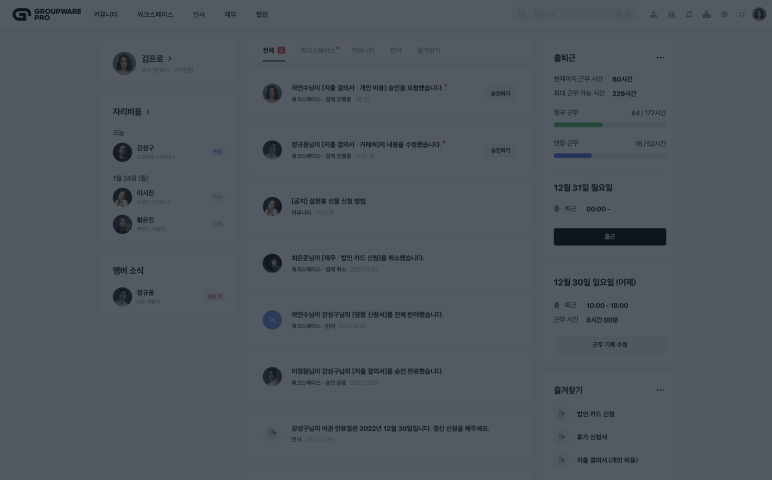 GROUPWARE PRO
커뮤니티
워크스페이스
인사
재무
협업
김프로 >
자리비움 >
오늘
강성구
1월 24일 (월)
이시진
황은진
멤버 소식
정규용
전체
워크스페이스
커뮤니티
인사
즐겨찾기
곽연수님이 [지출 결의서 · 개인 비용] 승인을 요청했습니다.
워크스페이스 · 결재 진행중
승인하기
정규용님이 [지출 결의서 · 거래처]의 내용을 수정했습니다.
워크스페이스 · 결재 진행중
승인하기
[공지] 설현휴 선물 신청 방법
커뮤니티
최은준님이 [재무 · 법인 카드 신청]을 취소했습니다.
워크스페이스 · 결재 취소
곽연수님이 강성구님의 [명함 신청서]를 전체 반려했습니다.
워크스페이스 · 반려
이정원님이 강성구님의 [지출 결의서]를 승인 완료했습니다.
워크스페이스 · 승인 완료
강성구님의 여권 만료일은 2022년 12월 30일입니다. 갱신 신청을 해주세요.
인사
출퇴근
현재까지 근무 시간 80시간
최대 근무 가능 시간 229시간
정규 근무 64 / 177시간
연장 근무 16 / 52시간
12월 31일 월요일
출 · 퇴근 00:00 -
출근
12월 30일 일요일 (어제)
출 · 퇴근 10:00 - 18:00
근무 시간 8시간 00분
근무 기록 수정
즐겨찾기
법인 카드 신청
휴가 신청서
지출 결의서 (개인 비용)